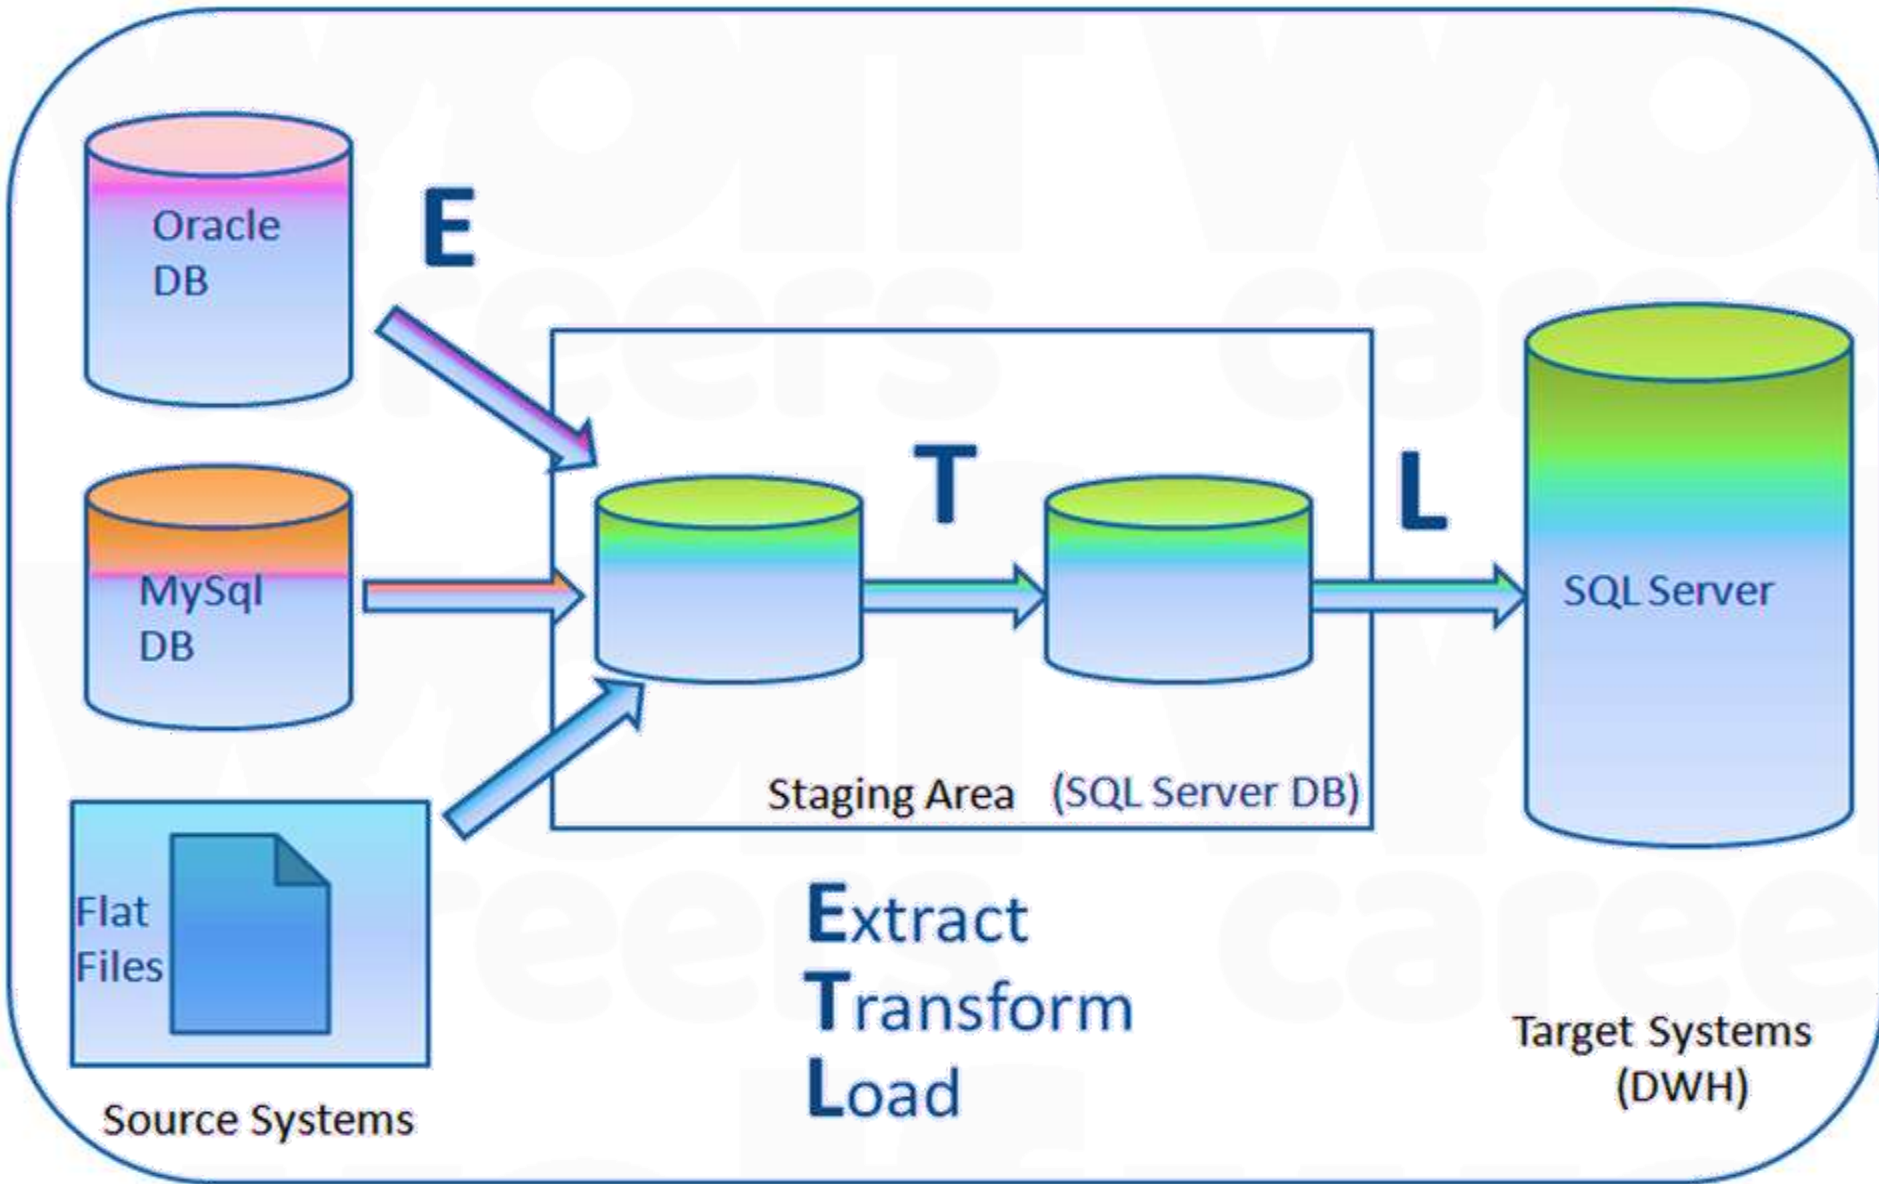 Oracle
DB
E
MySql
DB
T
L
SQL Server
Staging Area (SQL Server DB)
Flat
Files
Extract
Transform
Load
Source Systems
Target Systems
(DWH)